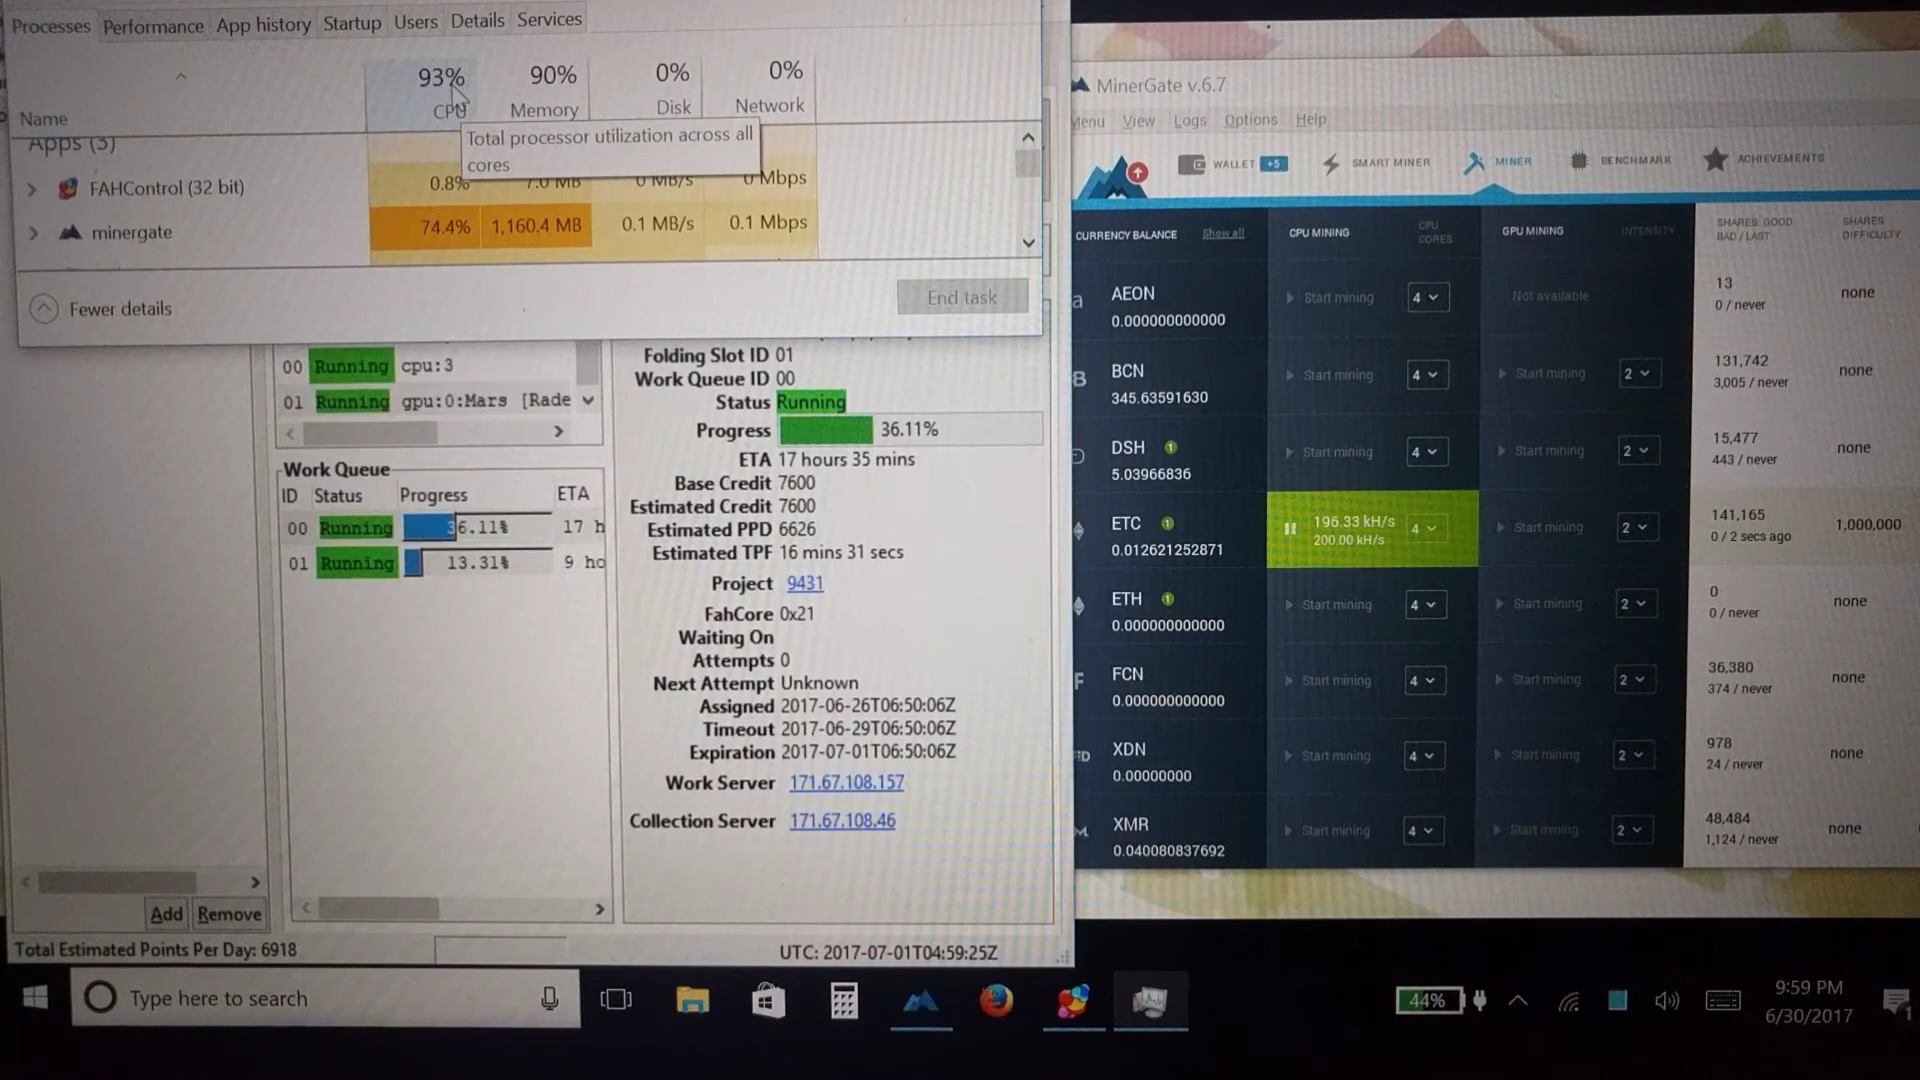 Processes Performance App history Startup Users Details Services
93% 90% 0% 0%
Name CPU Memory Disk Network
Total processor utilization across all
cores
Apps (3)
FAHControl (32 bit) 0.8% 7.0 MB 0 MB/s 0 Mbps
minergate 74.4% 1,160.4 MB 0.1 MB/s 0.1 Mbps
Fewer details
End task
00 Running cpu:3
01 Running gpu:0:Mars [Rade
Work Queue
ID Status Progress ETA
00 Running 36.11% 17 h
01 Running 13.31% 9 ho
Folding Slot ID 01
Work Queue ID 00
Status Running
Progress 36.11%
ETA 17 hours 35 mins
Base Credit 7600
Estimated Credit 7600
Estimated PPD 6626
Estimated TPF 16 mins 31 secs
Project 9431
FahCore 0x21
Waiting On
Attempts 0
Next Attempt Unknown
Assigned 2017-06-26T06:50:06Z
Timeout 2017-06-29T06:50:06Z
Expiration 2017-07-01T06:50:06Z
Work Server 171.67.108.157
Collection Server 171.67.108.46
Add Remove
Total Estimated Points Per Day: 6918
UTC: 2017-07-01T04:59:25Z
MinerGate v.6.7
Menu View Logs Options Help
WALLET +5 SMART MINER MINER BENCHMARK ACHIEVEMENTS
CURRENCY BALANCE Show all CPU MINING CPU CORES GPU MINING INTENSITY SHARES: GOOD BAD / LAST SHARES DIFFICULTY
AEON Start mining 4 Not available 13 none
0.000000000000 0 / never
BCN Start mining 4 Start mining 2 131,742 none
345.63591630 3,005 / never
DSH 1 Start mining 4 Start mining 2 15,477 none
5.03966836 443 / never
ETC 1 196.33 kH/s 4 Start mining 2 141,165 1,000,000
0.012621252871 200.00 kH/s 0 / 2 secs ago
ETH 1 Start mining 4 Start mining 2 0 none
0.000000000000 0 / never
FCN Start mining 4 Start mining 2 36,380 none
0.000000000000 374 / never
XDN Start mining 4 Start mining 2 978 none
0.00000000 24 / never
XMR Start mining 4 Start mining 2 48,484 none
0.040080837692 1,124 / never
Type here to search
44%
9:59 PM
6/30/2017
1